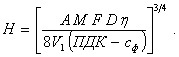 H = [ A M F D η / 8V₁(ПДК − c_ф) ]^{3/4} .